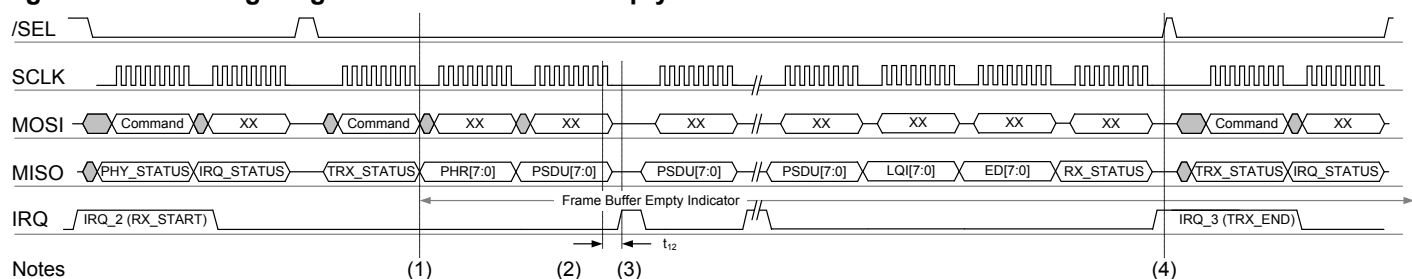 /SEL
SCLK
MOSI Command XX Command XX XX XX XX XX XX XX Command XX
MISO PHY_STATUS IRQ_STATUS TRX_STATUS PHR[7:0] PSDU[7:0] PSDU[7:0] PSDU[7:0] LQI[7:0] ED[7:0] RX_STATUS TRX_STATUS IRQ_STATUS
Frame Buffer Empty Indicator
IRQ IRQ_2 (RX_START) IRQ_3 (TRX_END)
t12
Notes (1) (2) (3) (4)